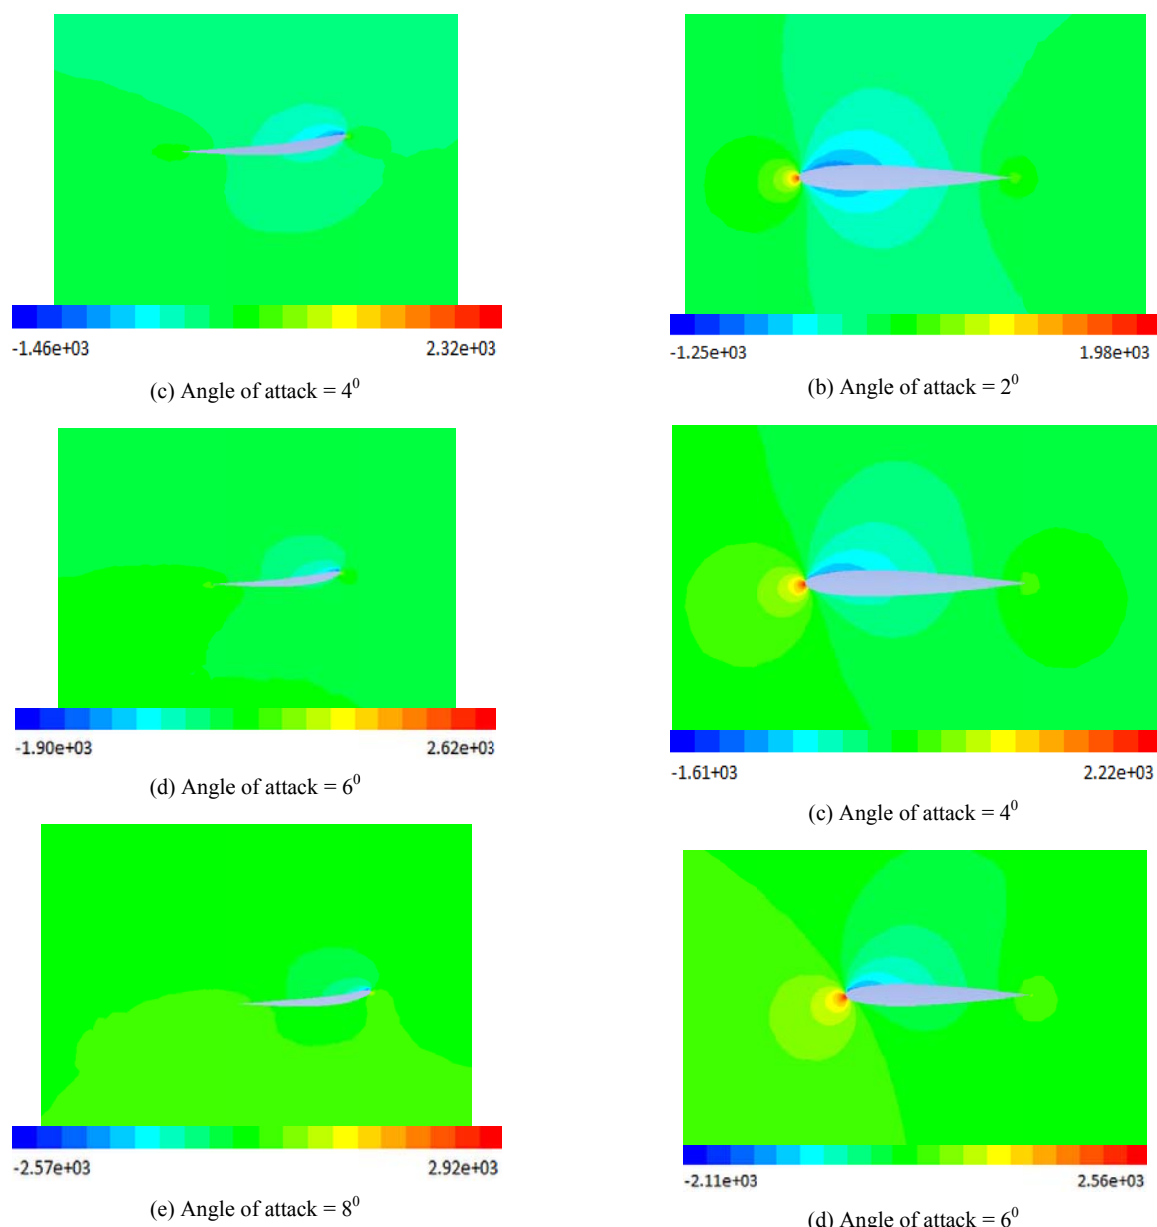 -1.46e+03 2.32e+03
(c) Angle of attack = 4⁰
-1.90e+03 2.62e+03
(d) Angle of attack = 6⁰
-2.57e+03 2.92e+03
(e) Angle of attack = 8⁰
-1.25e+03 1.98e+03
(b) Angle of attack = 2⁰
-1.61+03 2.22e+03
(c) Angle of attack = 4⁰
-2.11e+03 2.56e+03
(d) Angle of attack = 6⁰